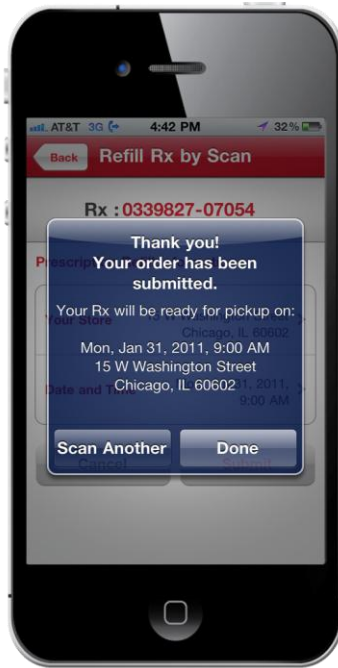 AT&T 3G 4:42 PM 32%
Back Refill Rx by Scan
Rx : 0339827-07054
Thank you!
Your order has been
submitted.
Your Rx will be ready for pickup on:
Your Store
Chicago, IL 60602
Mon, Jan 31, 2011, 9:00 AM
15 W Washington Street
Chicago, IL 60602
Date and Time
9:00 AM
Scan Another Done
Cancel Submit